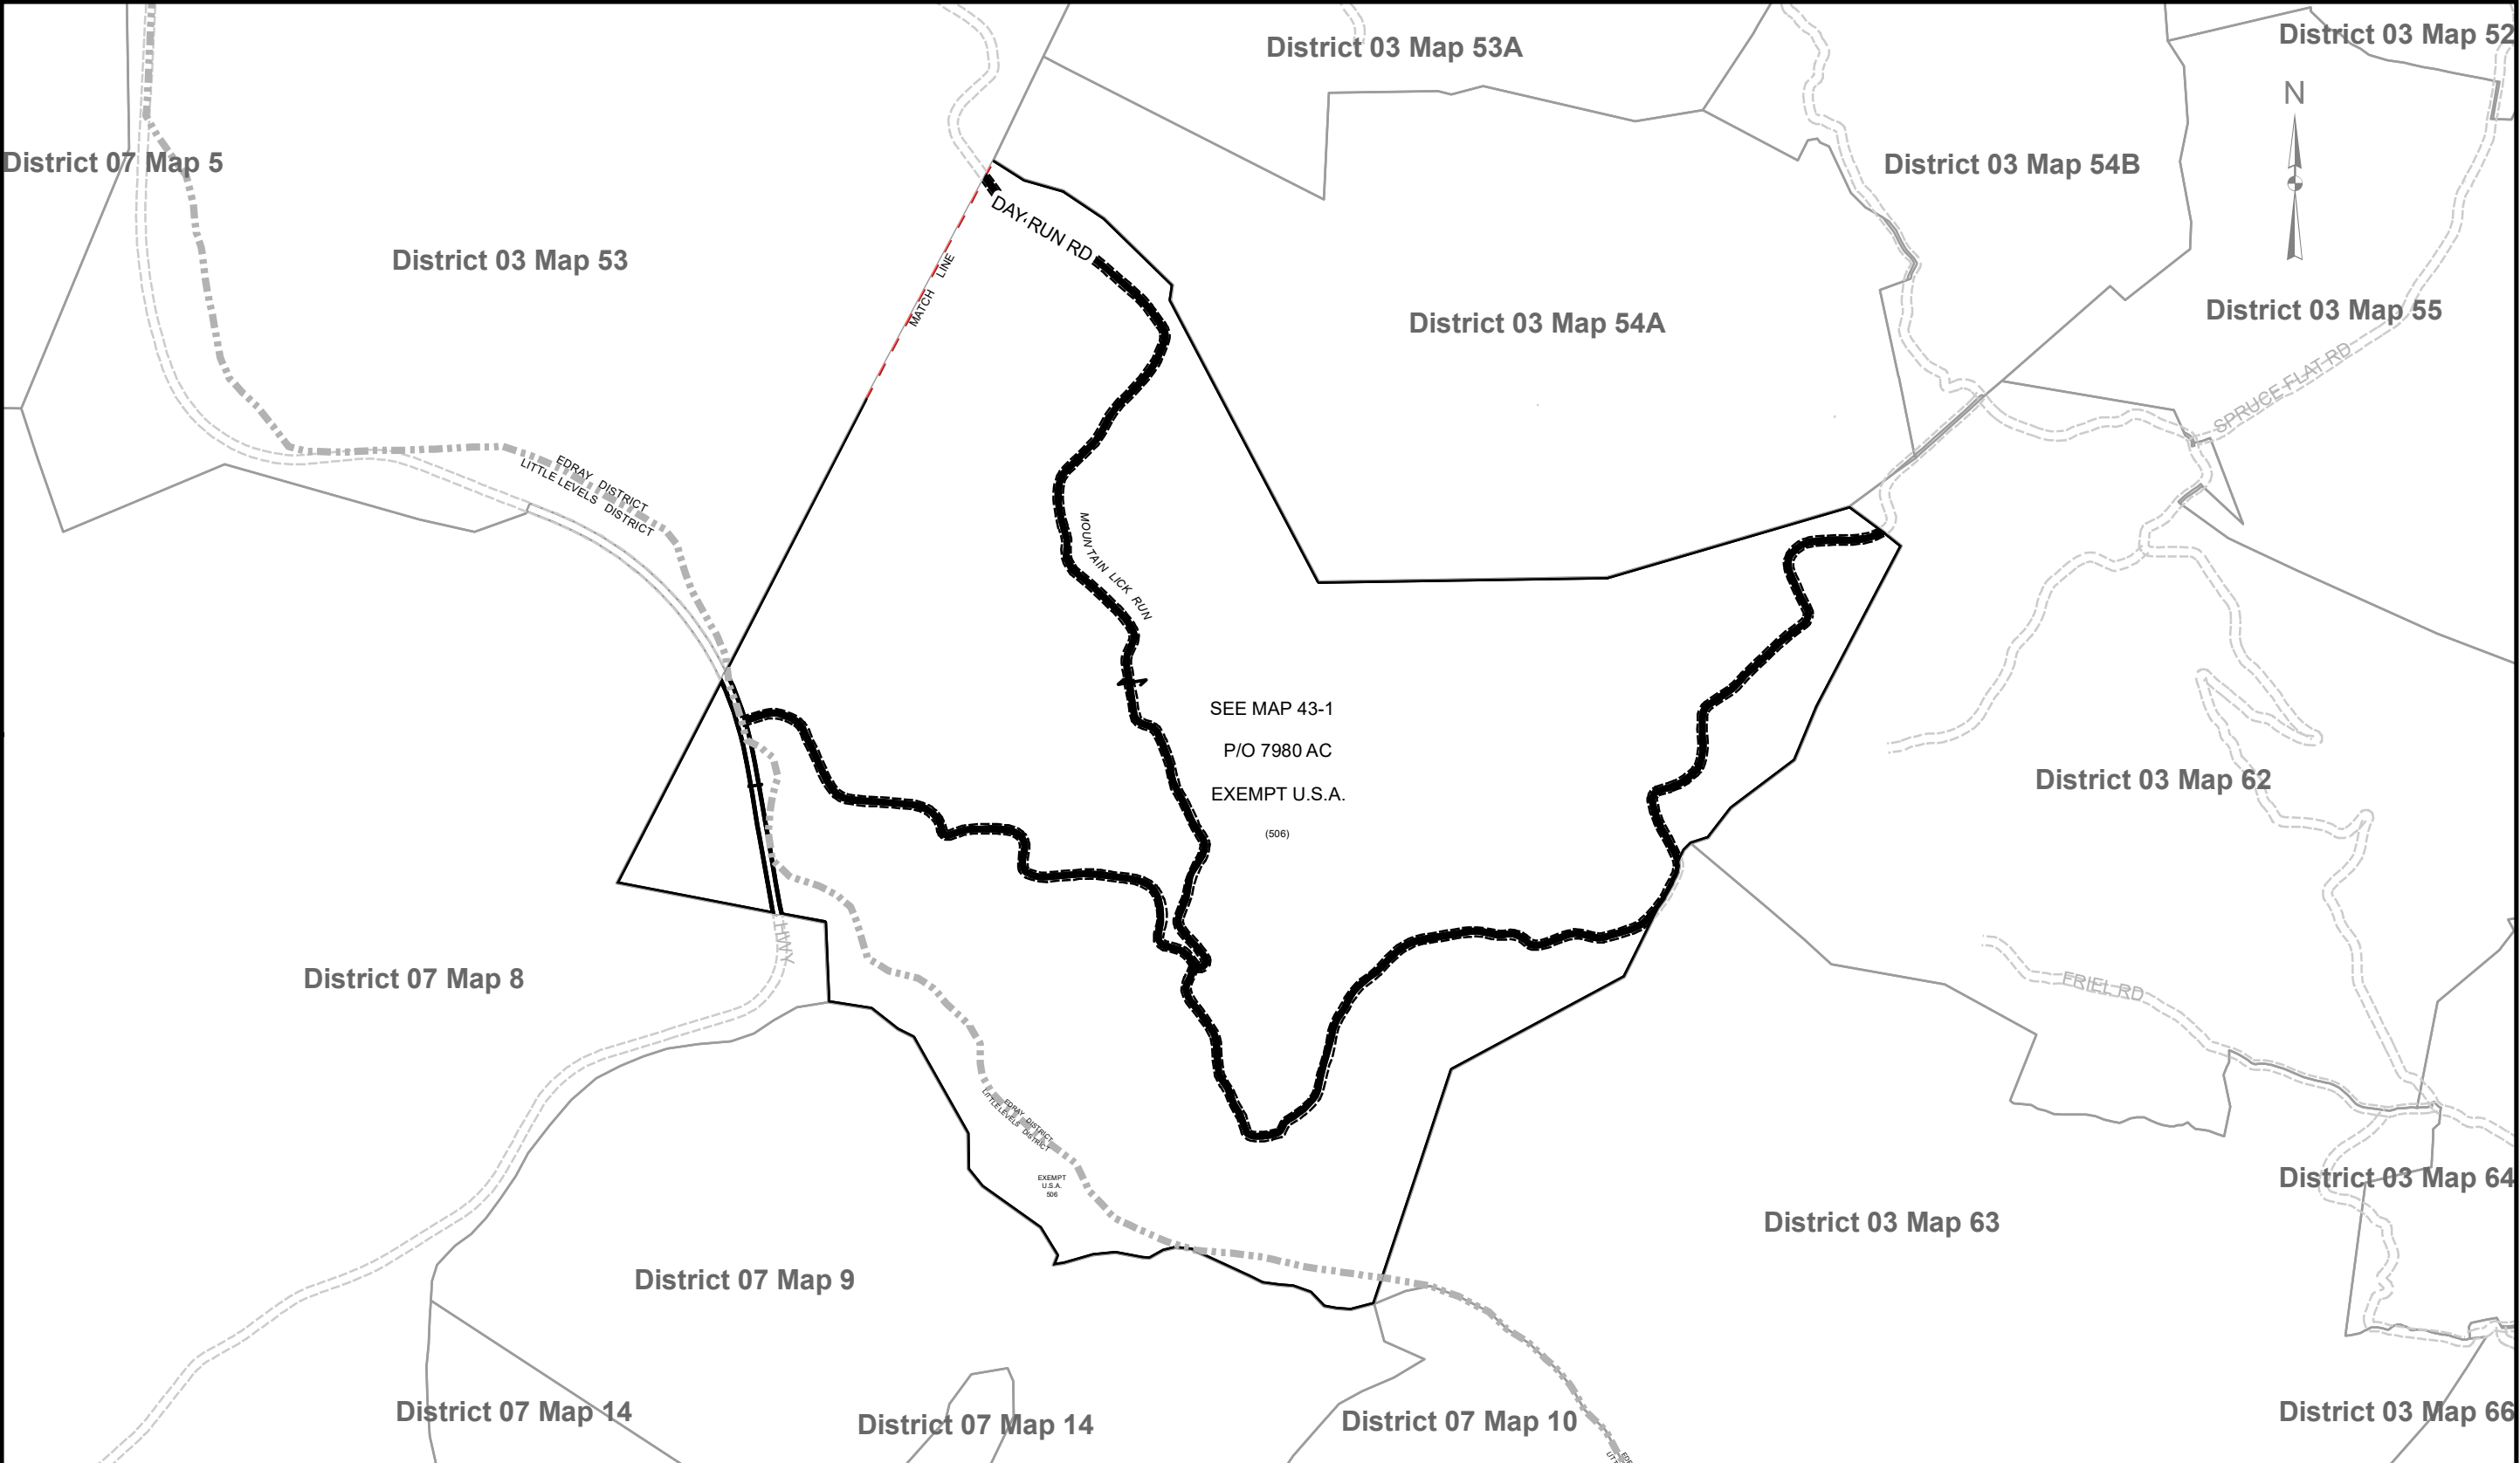 District 03 Map 52
District 03 Map 53A
N
District 07 Map 5
District 03 Map 54B
DAY RUN RD
District 03 Map 53
MATCH LINE
District 03 Map 54A
District 03 Map 55
SPRUCE FLAT RD
EDRAY DISTRICT
LITTLE LEVELS DISTRICT
MOUNTAIN LICK RUN
SEE MAP 43-1
P/O 7980 AC
EXEMPT U.S.A.
(506)
District 03 Map 62
HWY
District 07 Map 8
FRIEL RD
EDRAY DISTRICT
LITTLE LEVELS DISTRICT
EXEMPT
U.S.A.
506
District 03 Map 64
District 03 Map 63
District 07 Map 9
District 07 Map 14
District 07 Map 14
District 07 Map 10
District 03 Map 66